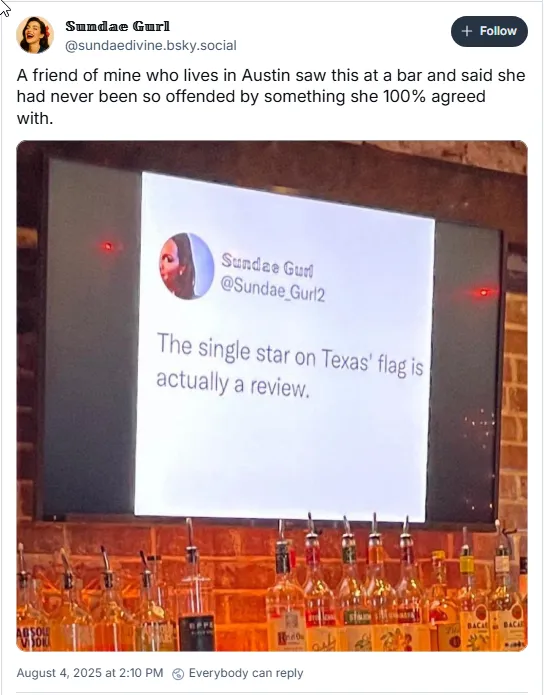 Sundae Gurl
@sundaedivine.bsky.social
+ Follow
A friend of mine who lives in Austin saw this at a bar and said she
had never been so offended by something she 100% agreed
with.
Sundae Gurl
@Sundae_Gurl2
The single star on Texas' flag is
actually a review.
August 4, 2025 at 2:10 PM
Everybody can reply